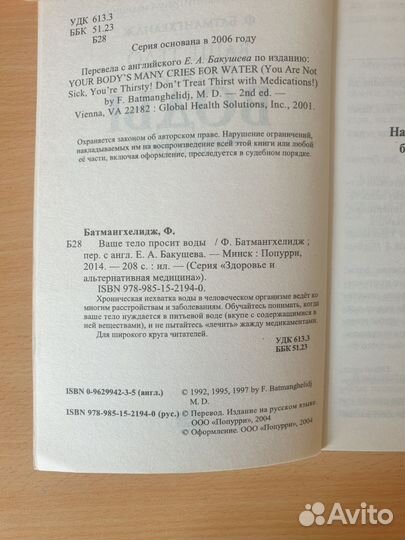 УДК 613.3
ББК 51.23
Б28
Серия основана в 2006 году
Перевела с английского Е. А. Бакушева по изданию:
YOUR BODY'S MANY CRIES FOR WATER (You Are Not
Sick, You're Thirsty! Don't Treat Thirst with Medications!)
by F. Batmanghelidj, M. D. — 2nd ed. —
Vienna, VA 22182 : Global Health Solutions, Inc., 2001.
Охраняется законом об авторском праве. Нарушение ограничений,
накладываемых им на воспроизведение всей этой книги или любой
её части, включая оформление, преследуется в судебном порядке.
Батмангхелидж, Ф.
Б28 Ваше тело просит воды / Ф. Батмангхелидж ;
пер. с англ. Е. А. Бакушева. — Минск : Попурри,
2014. — 208 с. : ил. — (Серия «Здоровье и
альтернативная медицина»).
ISBN 978-985-15-2194-0.
Хроническая нехватка воды в человеческом организме ведёт ко
многим расстройствам и заболеваниям. Обучайтесь понимать, когда
ваше тело нуждается в питьевой воде (вкупе с содержащимися в
ней веществами), и не пытайтесь «лечить» жажду медикаментами.
Для широкого круга читателей.
УДК 613.3
ББК 51.23
ISBN 0-9629942-3-5 (англ.) © 1992, 1995, 1997 by F. Batmanghelidj
M. D.
ISBN 978-985-15-2194-0 (рус.) © Перевод. Издание на русском языке.
ООО «Попурри», 2004
© Оформление. ООО «Попурри», 2004
На
б
Avito